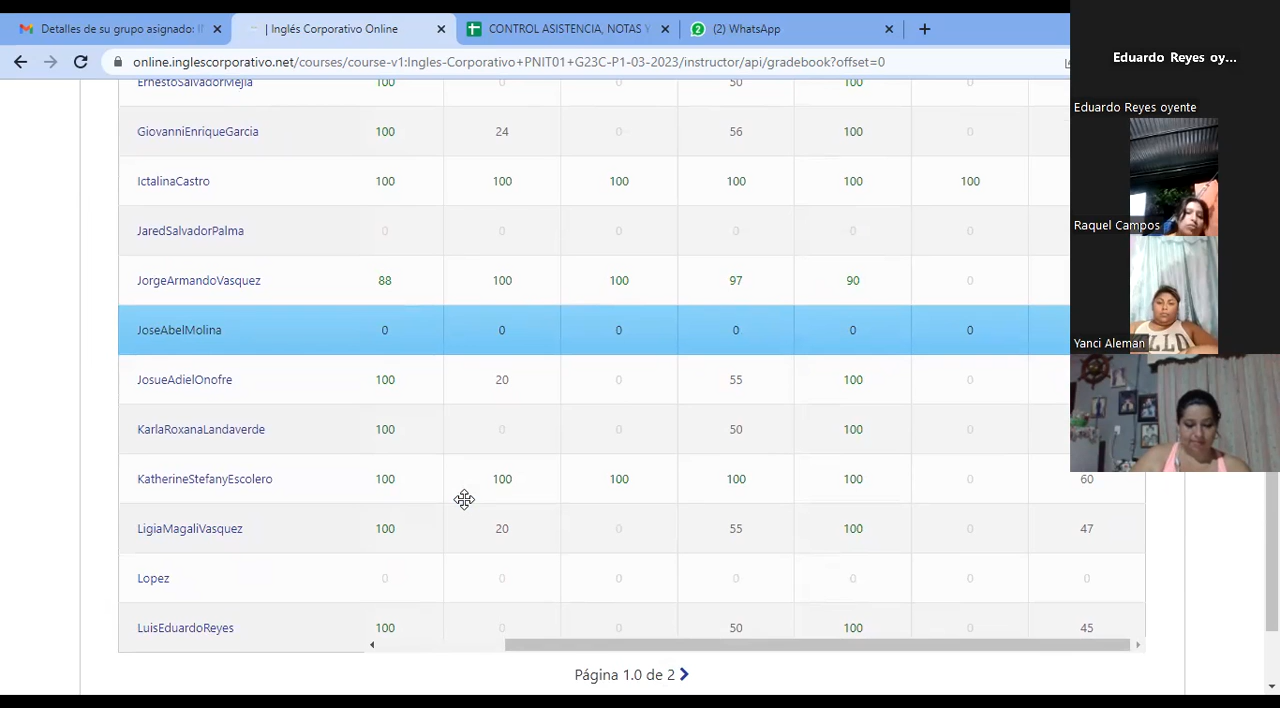 Detalles de su grupo asignado: I
| Inglés Corporativo Online
CONTROL ASISTENCIA, NOTAS Y
2 (2) WhatsApp
online.inglescorporativo.net/courses/course-v1:Ingles-Corporativo+PNIT01+G23C-P1-03-2023/instructor/api/gradebook?offset=0
ErnestoSalvadorMejia 100 0 0 50 100 0
GiovanniEnriqueGarcia 100 24 0 56 100 0
IctalinaCastro 100 100 100 100 100 100
JaredSalvadorPalma 0 0 0 0 0 0
JorgeArmandoVasquez 88 100 100 97 90 0
JoseAbelMolina 0 0 0 0 0 0
JosueAdielOnofre 100 20 0 55 100 0
KarlaRoxanaLandaverde 100 0 0 50 100 0
KatherineStefanyEscolero 100 100 100 100 100 0 60
LigiaMagaliVasquez 100 20 0 55 100 0 47
Lopez 0 0 0 0 0 0 0
LuisEduardoReyes 100 0 0 50 100 0 45
Página 1.0 de 2
Eduardo Reyes oy...
Eduardo Reyes oyente
Raquel Campos
Yanci Aleman